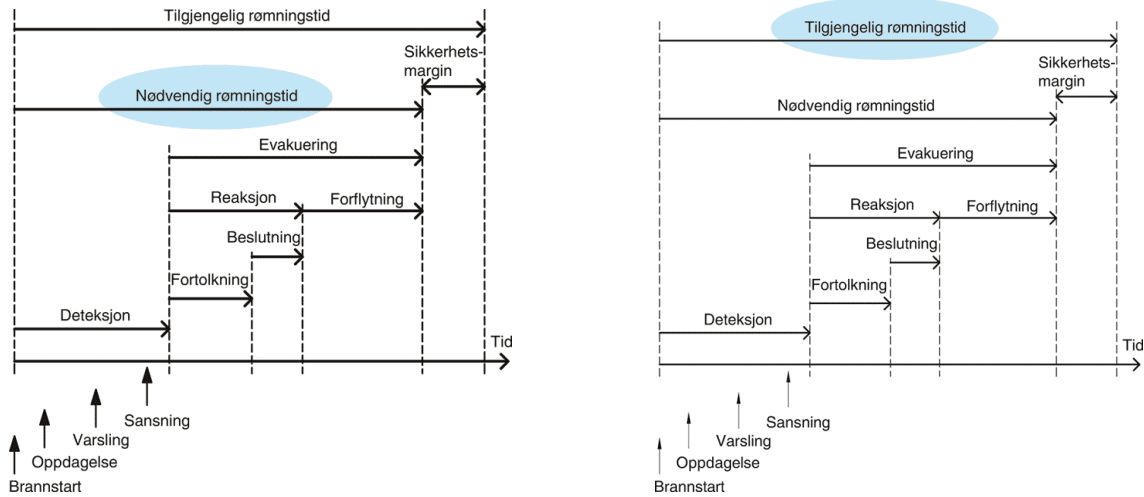 Tilgjengelig rømningstid
Sikkerhets-
margin
Nødvendig rømningstid
Evakuering
Reaksjon
Forflytning
Beslutning
Fortolkning
Deteksjon
Tid
Sansning
Varsling
Oppdagelse
Brannstart
Tilgjengelig rømningstid
Sikkerhets-
margin
Nødvendig rømningstid
Evakuering
Reaksjon
Forflytning
Beslutning
Fortolkning
Deteksjon
Tid
Sansning
Varsling
Oppdagelse
Brannstart